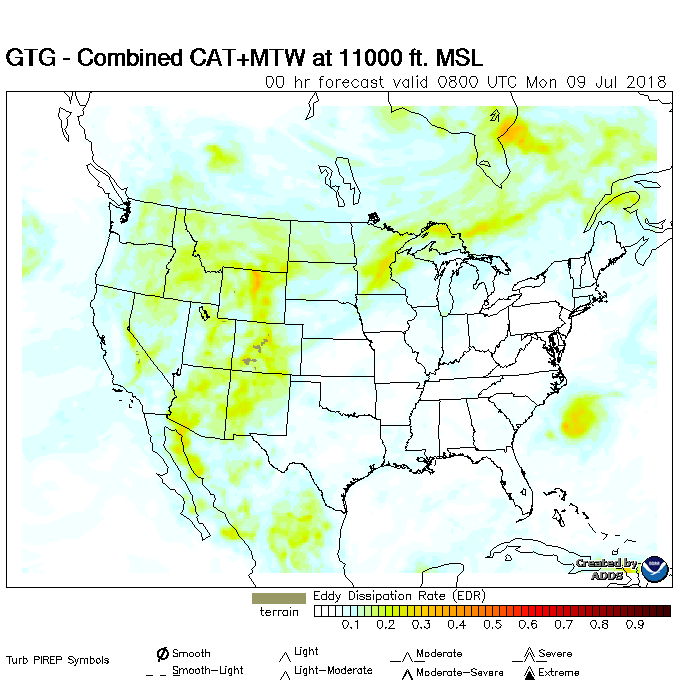 GTG - Combined CAT+MTW at 11000 ft. MSL
00 hr forecast valid 0800 UTC Mon 09 Jul 2018
Created by
ADDS
Eddy Dissipation Rate (EDR)
terrain
0.1 0.2 0.3 0.4 0.5 0.6 0.7 0.8 0.9
Turb PIREP Symbols
Smooth Light Moderate Severe
Smooth-Light Light-Moderate Moderate-Severe Extreme